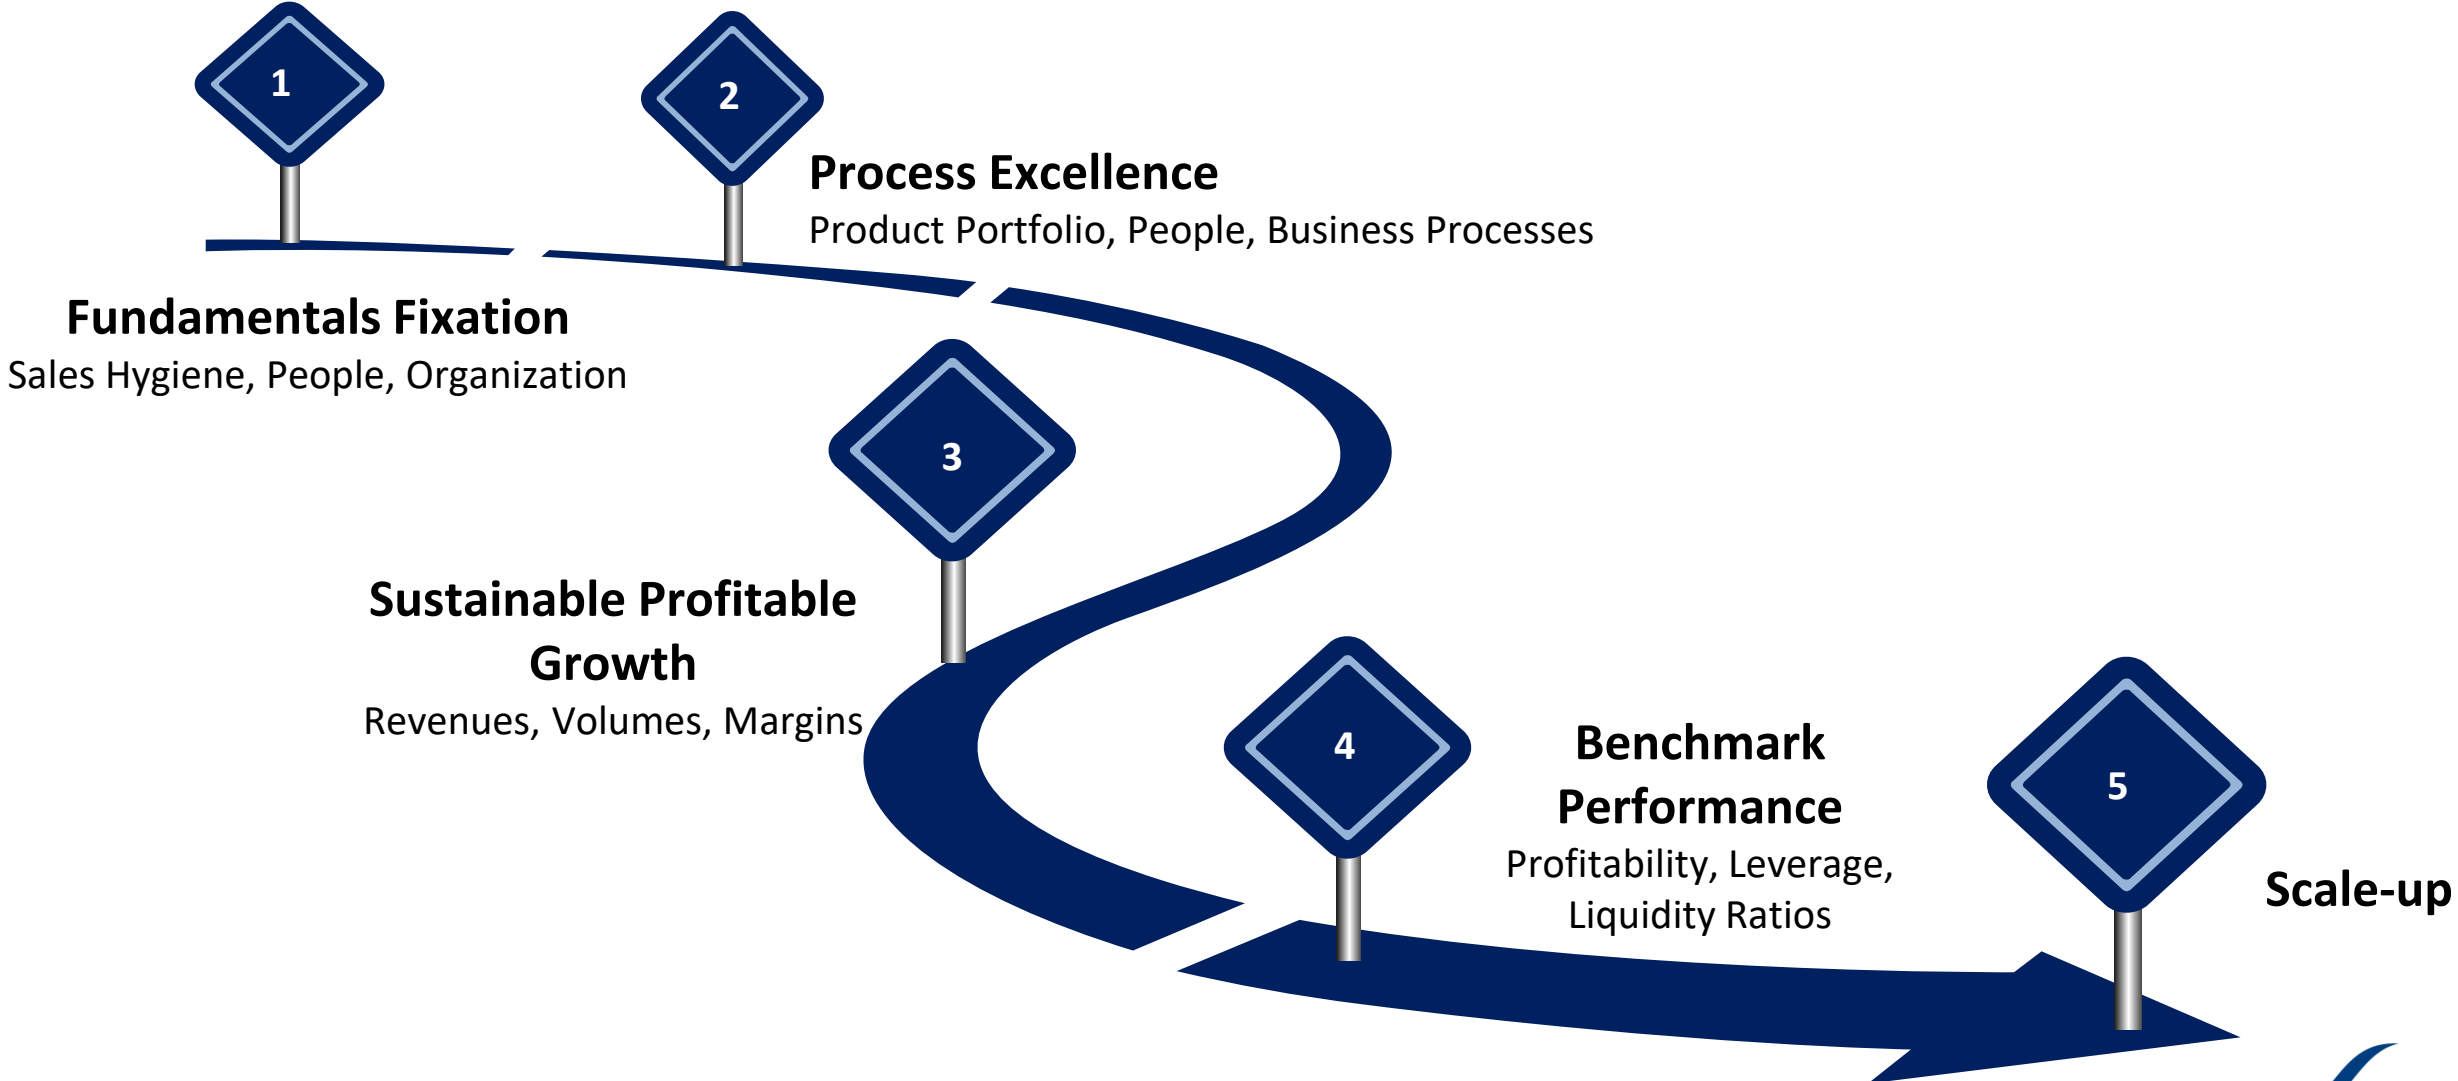 1
Fundamentals Fixation
Sales Hygiene, People, Organization
2
Process Excellence
Product Portfolio, People, Business Processes
3
Sustainable Profitable
Growth
Revenues, Volumes, Margins
4
Benchmark
Performance
Profitability, Leverage,
Liquidity Ratios
5
Scale-up